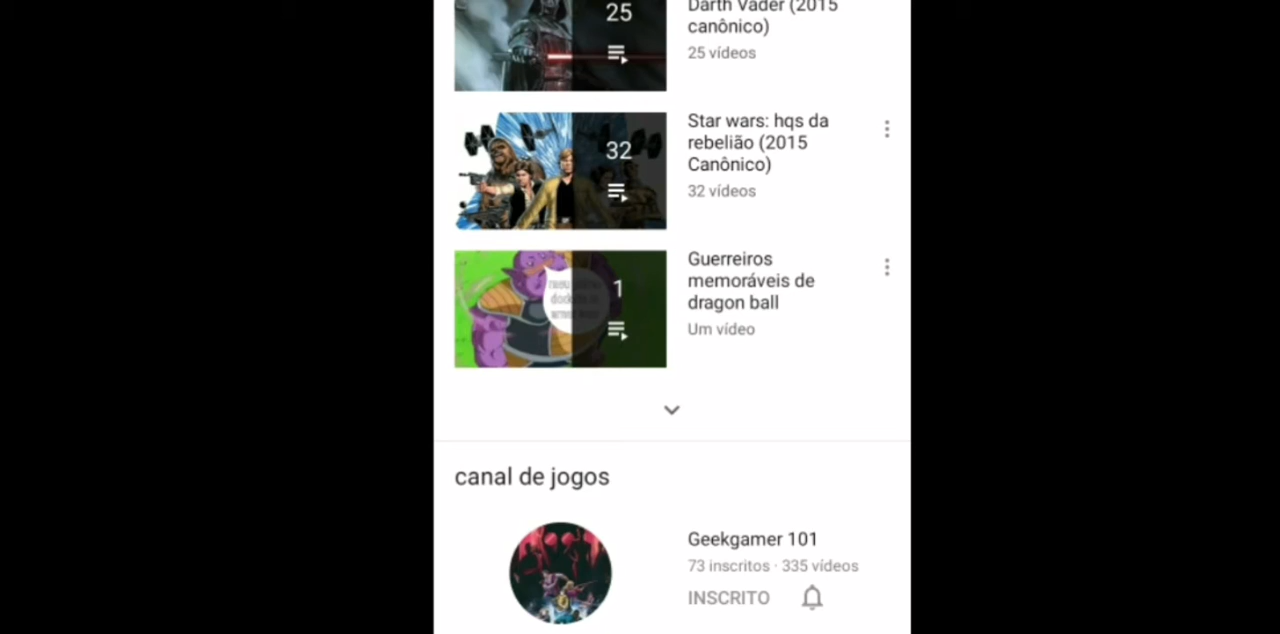 25
Darth Vader (2015
canônico)
25 vídeos
32
Star wars: hqs da
rebelião (2015
Canônico)
32 vídeos
1
Guerreiros
memoráveis de
dragon ball
Um vídeo
canal de jogos
Geekgamer 101
73 inscritos · 335 vídeos
INSCRITO